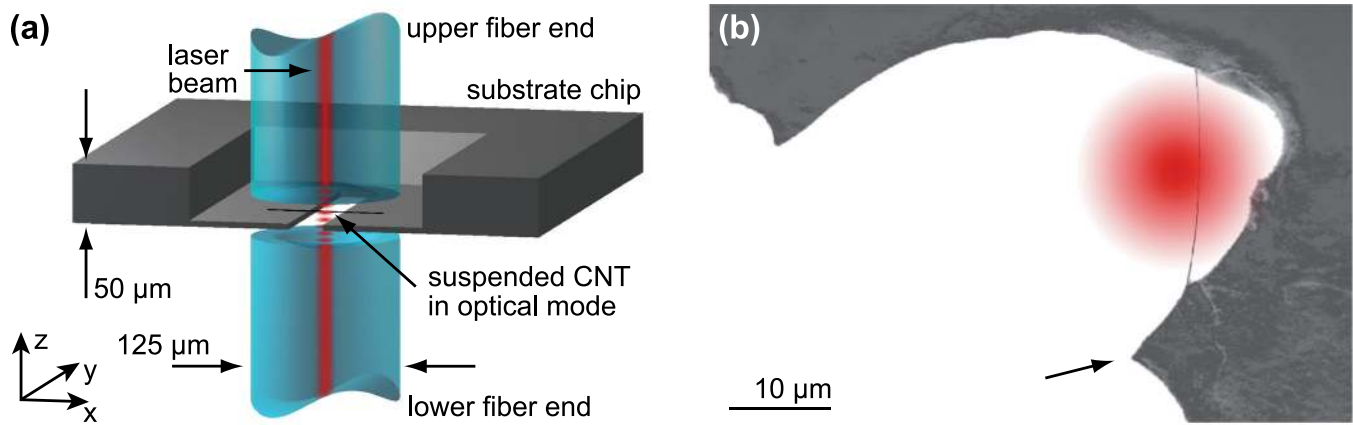 (a)
upper fiber end
laser
beam
substrate chip
50 µm
suspended CNT
in optical mode
125 µm
z
y
x
lower fiber end
(b)
10 µm